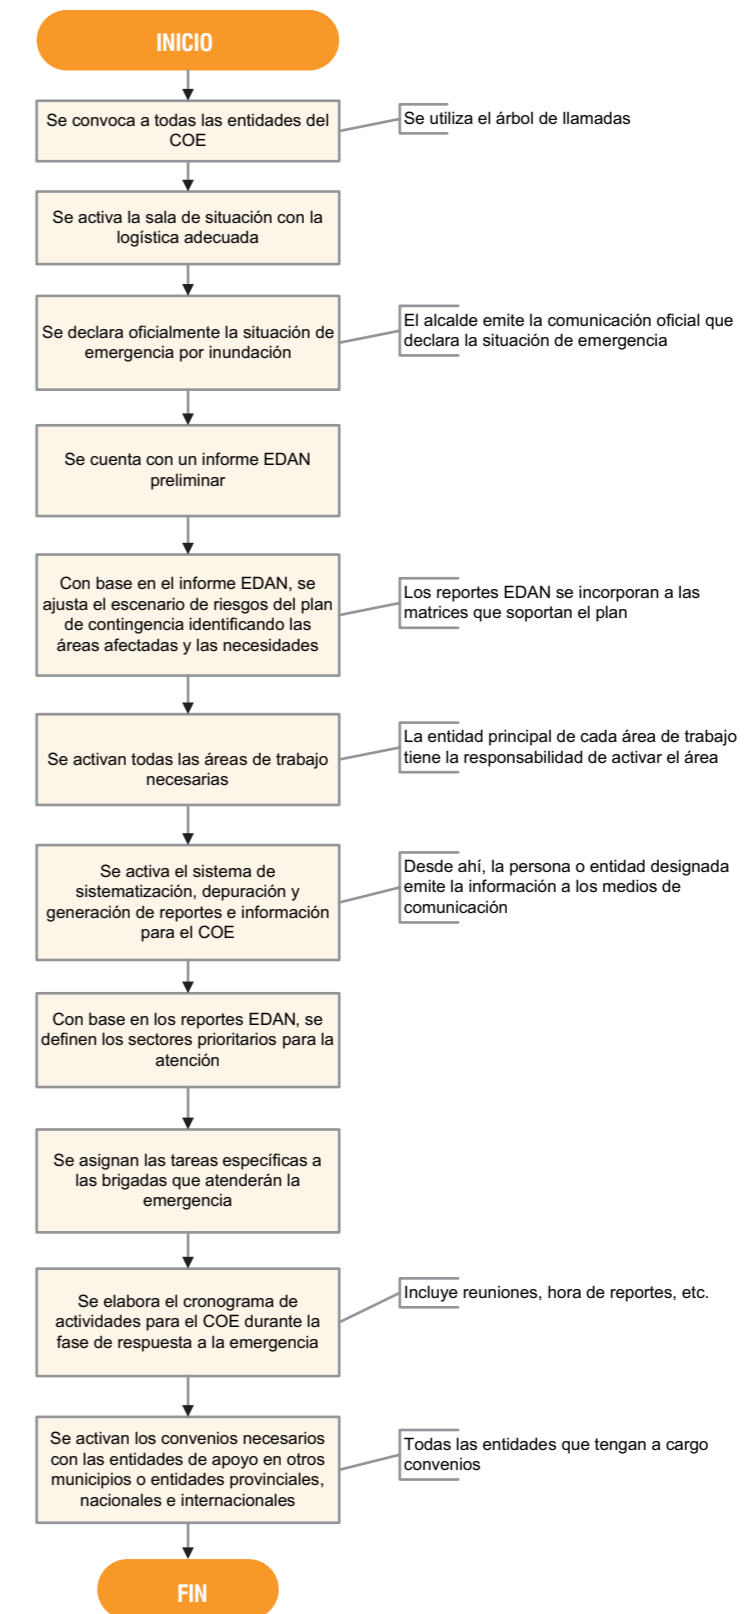 INICIO
Se convoca a todas las entidades del
COE
Se utiliza el árbol de llamadas
Se activa la sala de situación con la
logística adecuada
Se declara oficialmente la situación de
emergencia por inundación
El alcalde emite la comunicación oficial que
declara la situación de emergencia
Se cuenta con un informe EDAN
preliminar
Con base en el informe EDAN, se
ajusta el escenario de riesgos del plan
de contingencia identificando las
áreas afectadas y las necesidades
Los reportes EDAN se incorporan a las
matrices que soportan el plan
Se activan todas las áreas de trabajo
necesarias
La entidad principal de cada área de trabajo
tiene la responsabilidad de activar el área
Se activa el sistema de
sistematización, depuración y
generación de reportes e información
para el COE
Desde ahí, la persona o entidad designada
emite la información a los medios de
comunicación
Con base en los reportes EDAN, se
definen los sectores prioritarios para la
atención
Se asignan las tareas específicas a
las brigadas que atenderán la
emergencia
Se elabora el cronograma de
actividades para el COE durante la
fase de respuesta a la emergencia
Incluye reuniones, hora de reportes, etc.
Se activan los convenios necesarios
con las entidades de apoyo en otros
municipios o entidades provinciales,
nacionales e internacionales
Todas las entidades que tengan a cargo
convenios
FIN